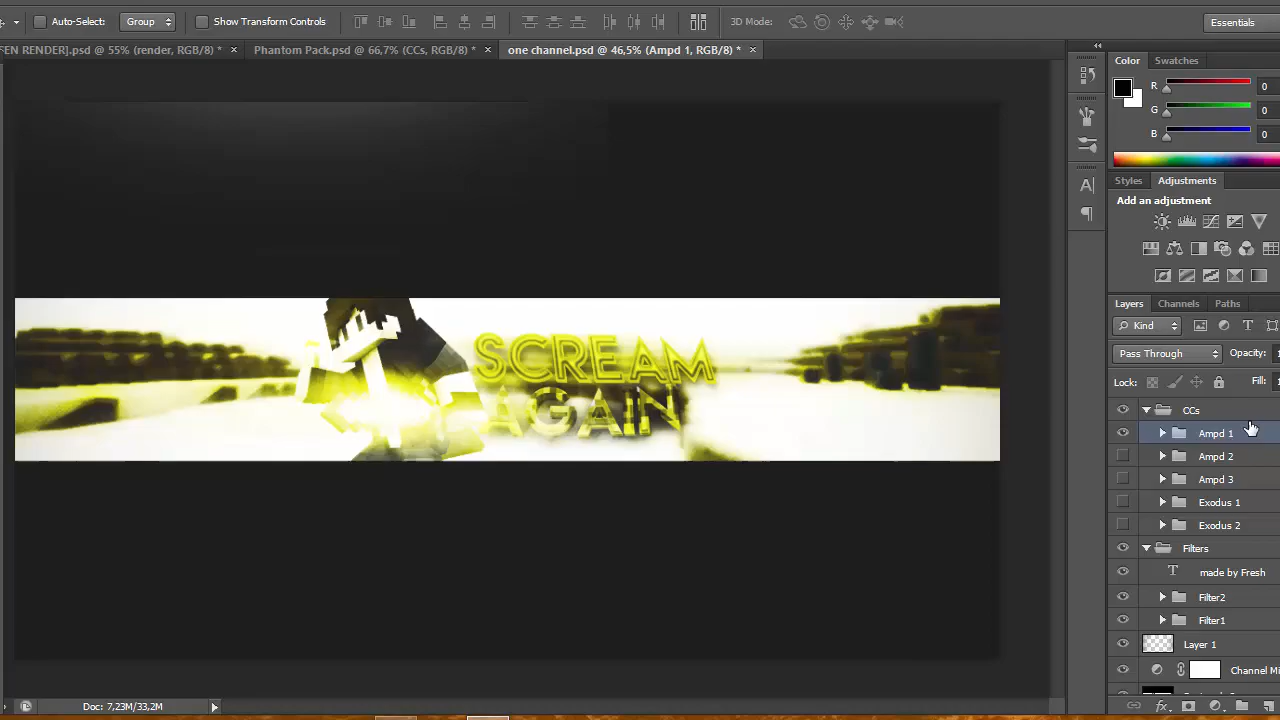 Auto-Select: Group Show Transform Controls 3D Mode: Essentials
FEN RENDER].psd @ 55% (render, RGB/8) * × Phantom Pack.psd @ 66,7% (CCs, RGB/8) * × one channel.psd @ 46,5% (Ampd 1, RGB/8) * ×
Color Swatches
R 0
G 0
B 0
Styles Adjustments
Add an adjustment
Layers Channels Paths
Kind
Pass Through Opacity: 1
Lock: Fill: 1
CCs
Ampd 1
Ampd 2
Ampd 3
Exodus 1
Exodus 2
Filters
made by Fresh
Filter2
Filter1
Layer 1
Channel Mi
SCREAM
AGAIN
Doc: 7,23M/33,2M